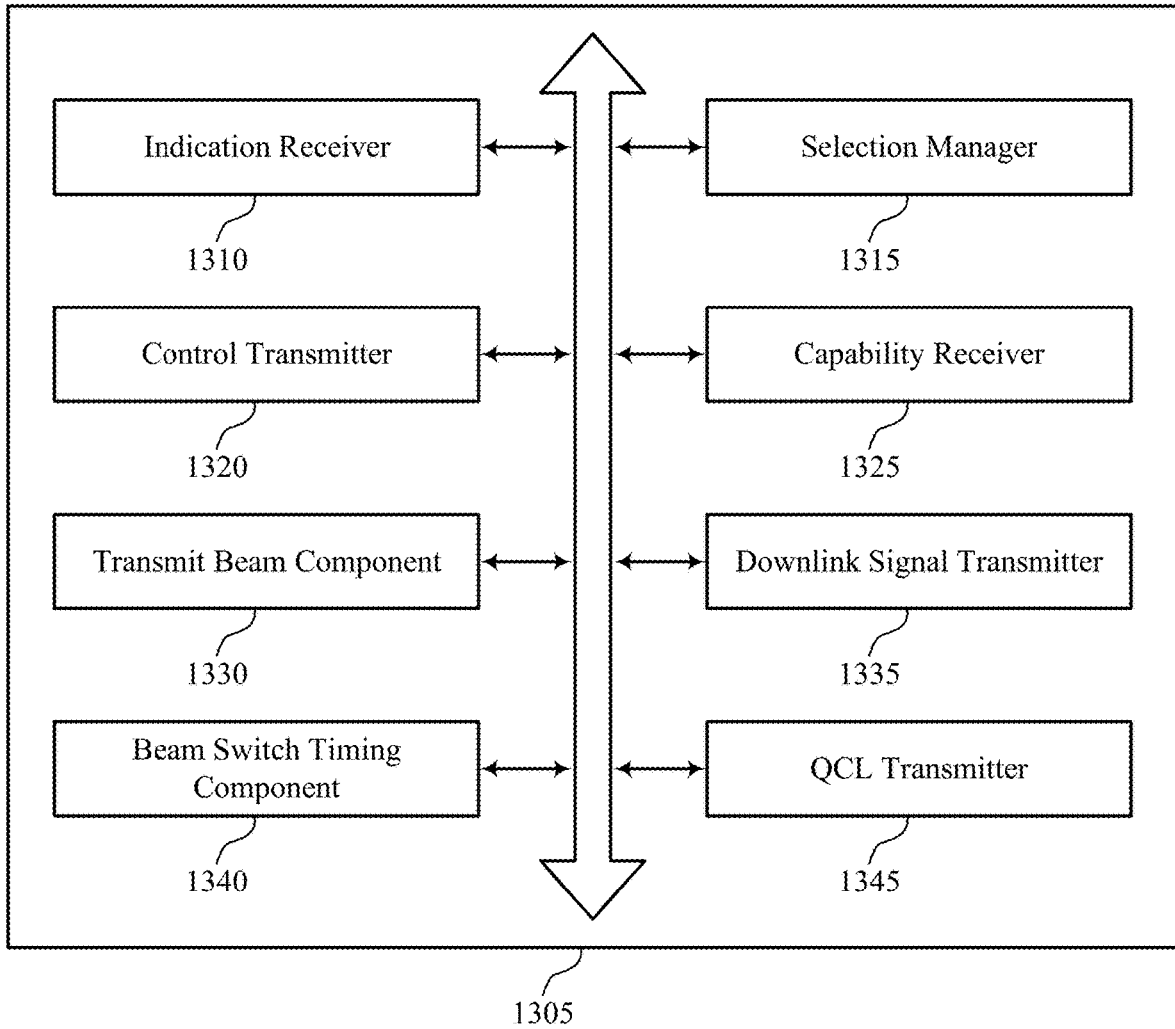 Indication Receiver
1310
Selection Manager
1315
Control Transmitter
1320
Capability Receiver
1325
Transmit Beam Component
1330
Downlink Signal Transmitter
1335
Beam Switch Timing
Component
1340
QCL Transmitter
1345
1305